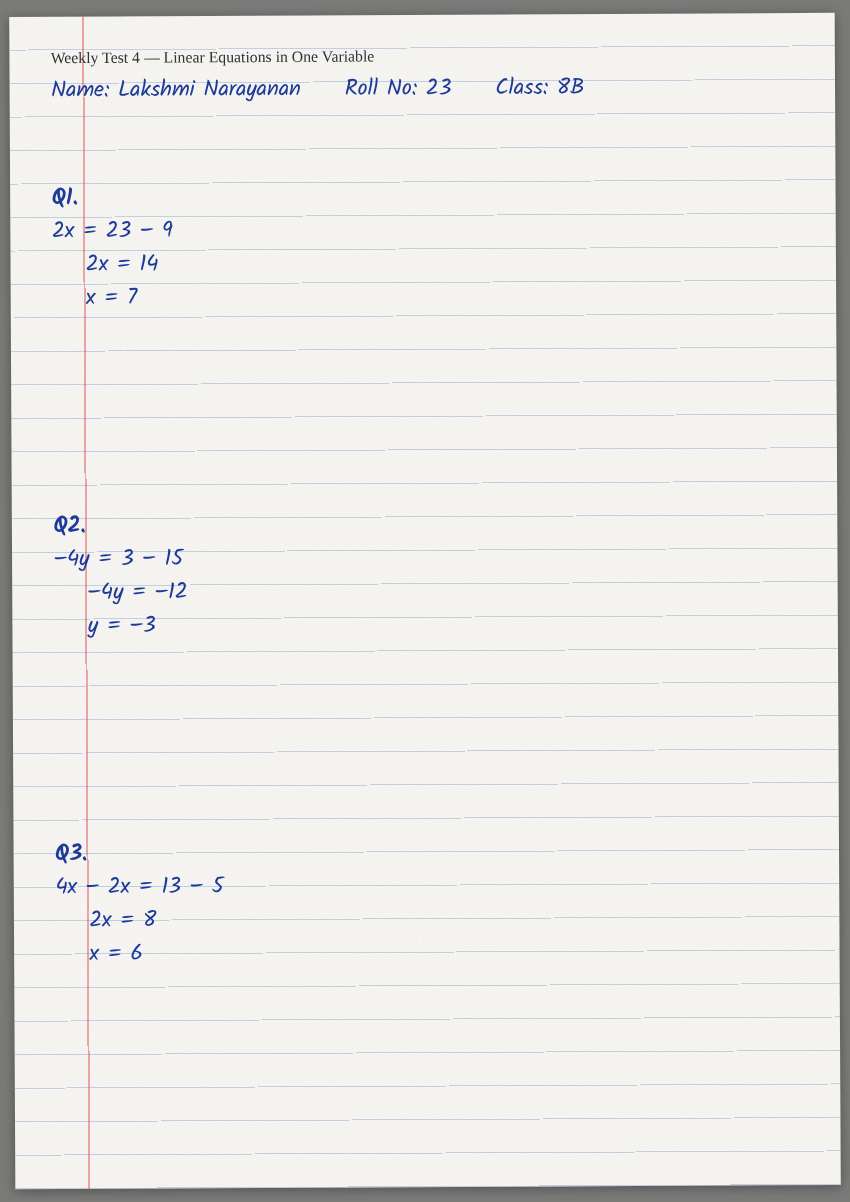 Weekly Test 4 — Linear Equations in One Variable
Name: Lakshmi Narayanan Roll No: 23 Class: 8B
Q1.
2x = 23 − 9
2x = 14
x = 7
Q2.
−4y = 3 − 15
−4y = −12
y = −3
Q3.
4x − 2x = 13 − 5
2x = 8
x = 6